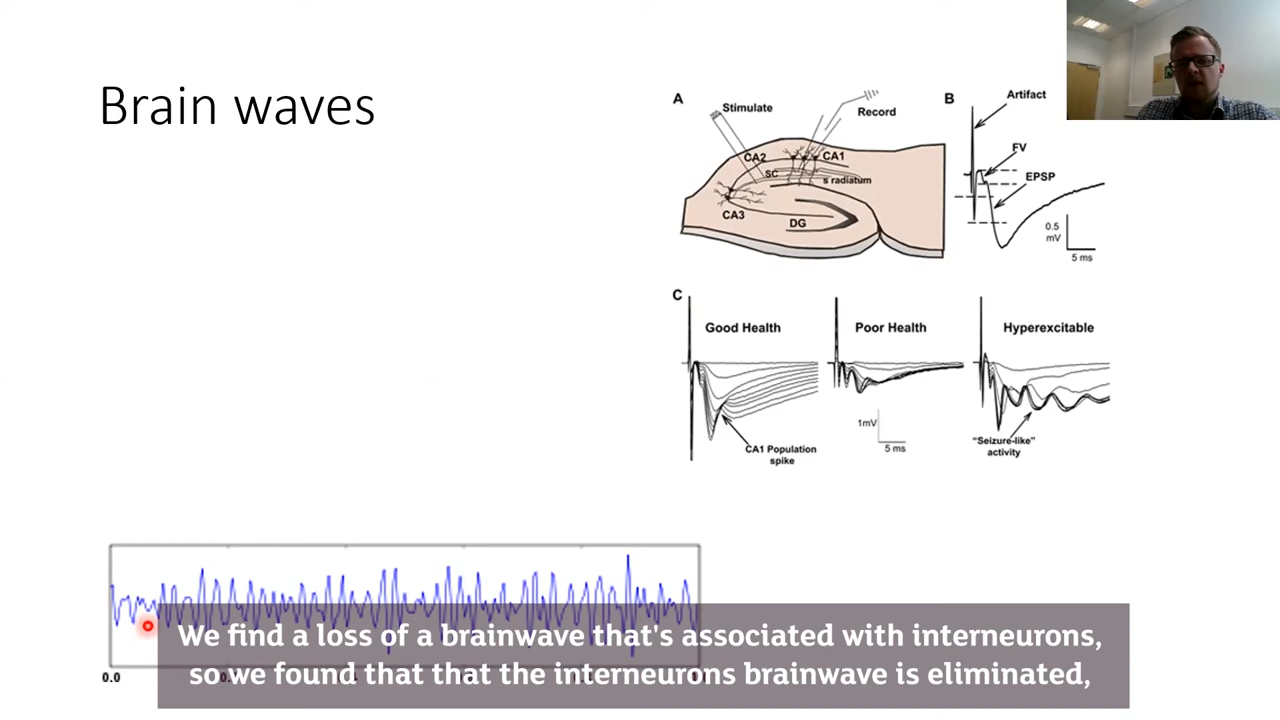 Brain waves
A
Stimulate
Record
CA2
CA1
SC
s radiatum
CA3
DG
B
Artifact
FV
EPSP
0.5
mV
5 ms
C
Good Health
Poor Health
Hyperexcitable
CA1 Population
spike
1mV
5 ms
"Seizure-like"
activity
0.0
We find a loss of a brainwave that's associated with interneurons,
so we found that that the interneurons brainwave is eliminated,